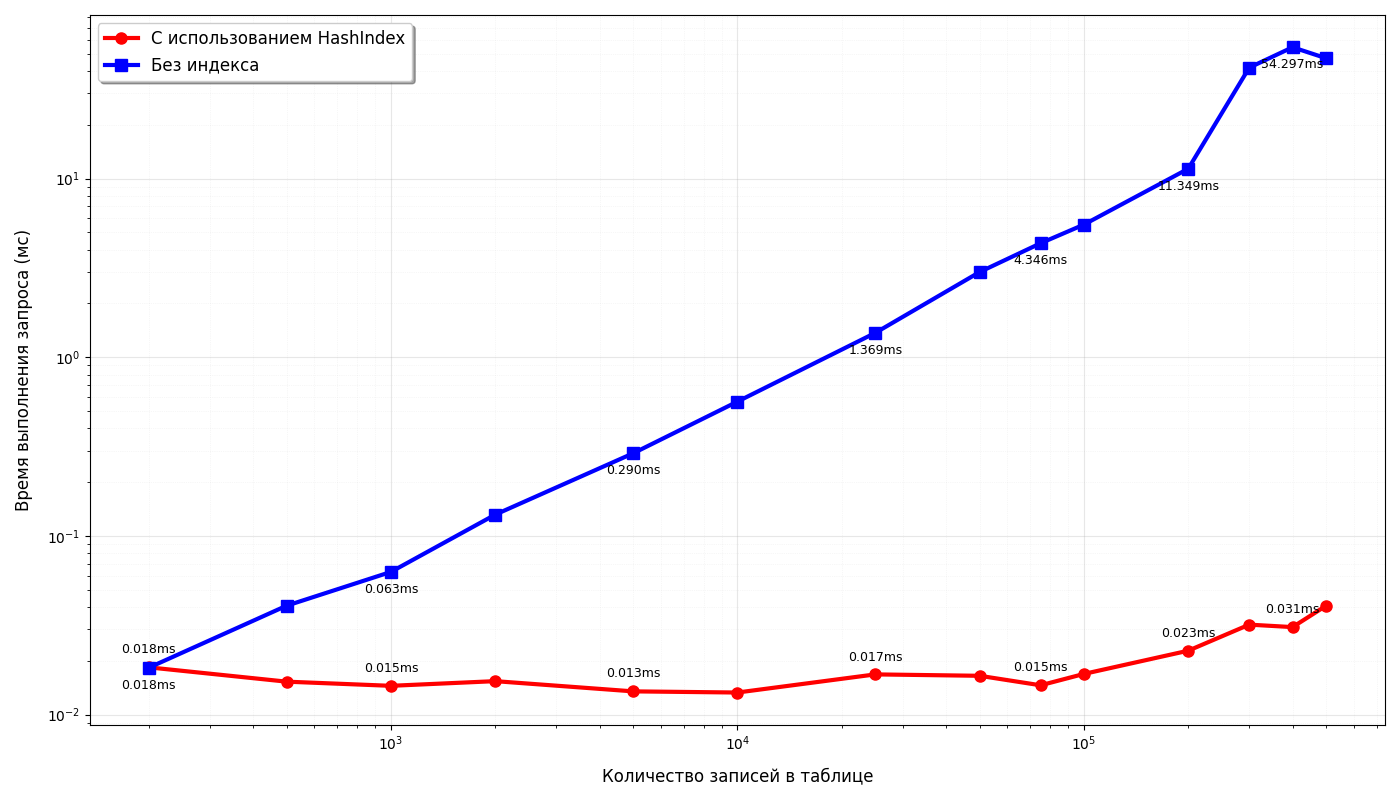 С использованием HashIndex
Без индекса
Время выполнения запроса (мс)
10¹
10⁰
10⁻¹
10⁻²
54.297ms
11.349ms
4.346ms
1.369ms
0.290ms
0.063ms
0.018ms
0.018ms
0.015ms
0.013ms
0.017ms
0.015ms
0.023ms
0.031ms
10³
10⁴
10⁵
Количество записей в таблице